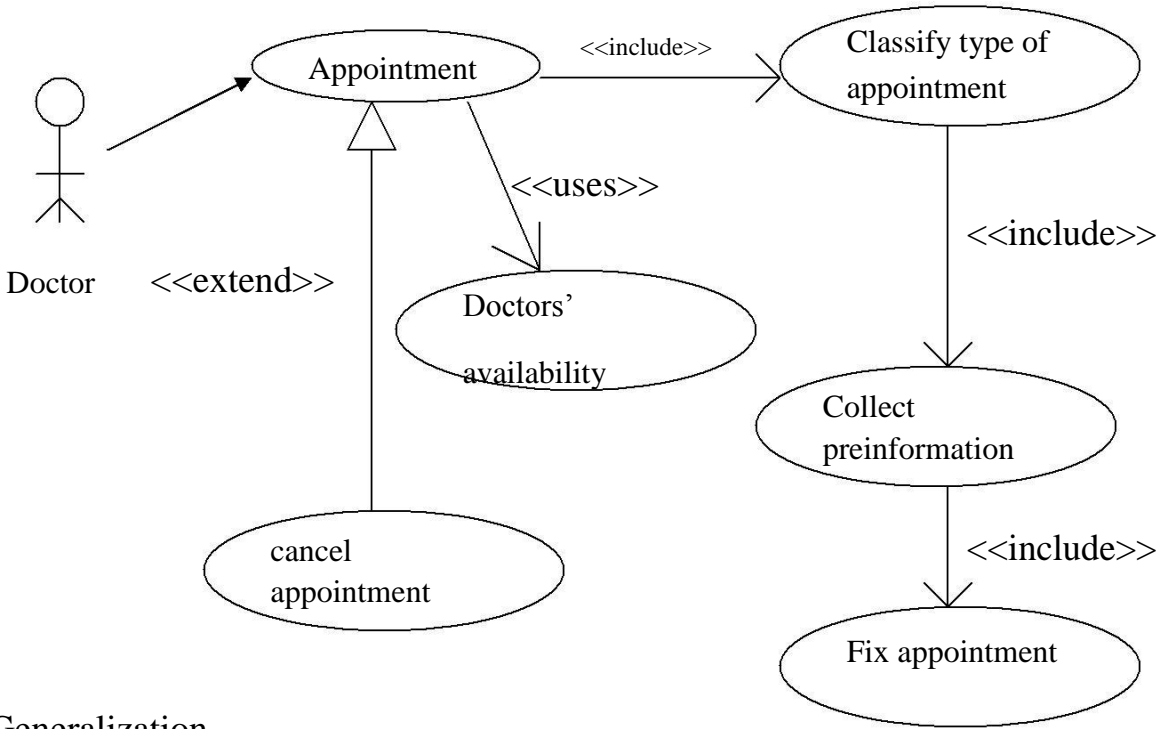 Appointment
<<include>>
Classify type of
appointment
<<uses>>
<<include>>
Doctor
<<extend>>
Doctors’
availability
Collect
preinformation
cancel
appointment
<<include>>
Fix appointment
Generalization